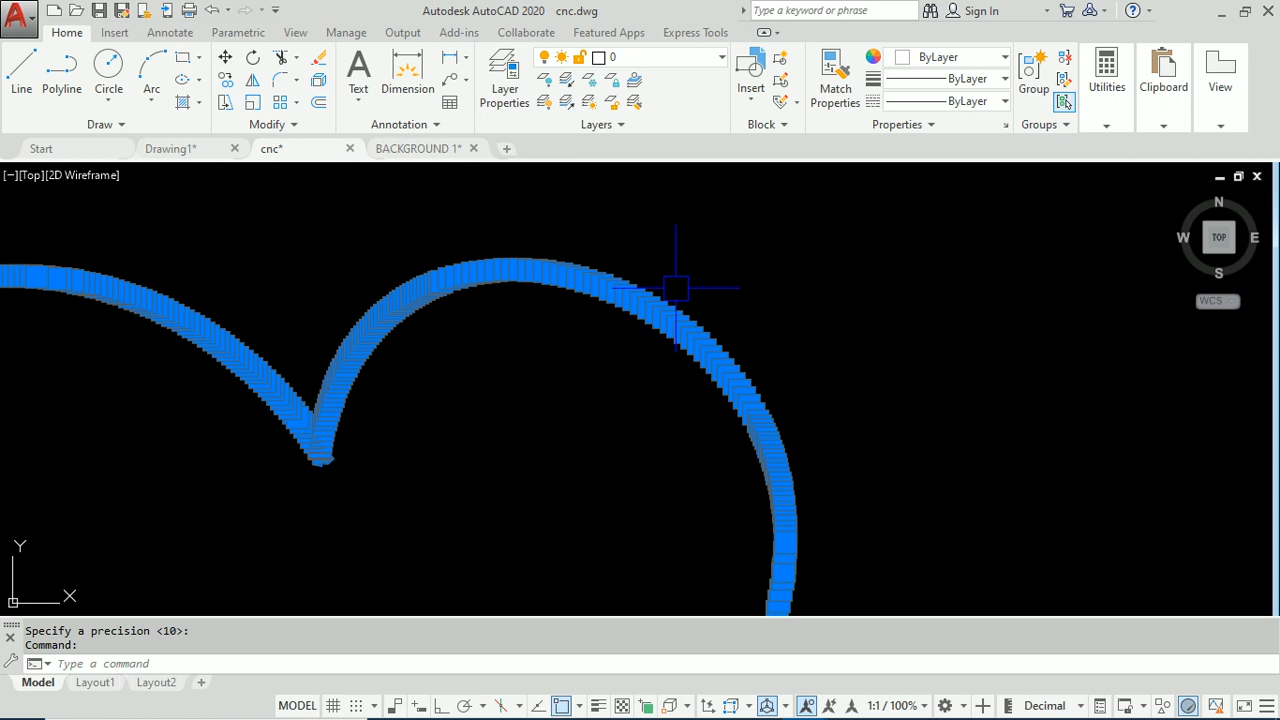 Autodesk AutoCAD 2020 cnc.dwg
Type a keyword or phrase
Sign In
Home Insert Annotate Parametric View Manage Output Add-ins Collaborate Featured Apps Express Tools
Line Polyline Circle Arc
Text Dimension
Layer Properties
0
Insert
Match Properties
ByLayer
ByLayer
ByLayer
Group
Utilities Clipboard View
Draw Modify Annotation Layers Block Properties Groups
Start Drawing1* cnc* BACKGROUND 1*
[−][Top][2D Wireframe]
N
W TOP E
S
WCS
Y
X
Specify a precision <10>:
Command:
Type a command
Model Layout1 Layout2
MODEL 1:1 / 100% Decimal